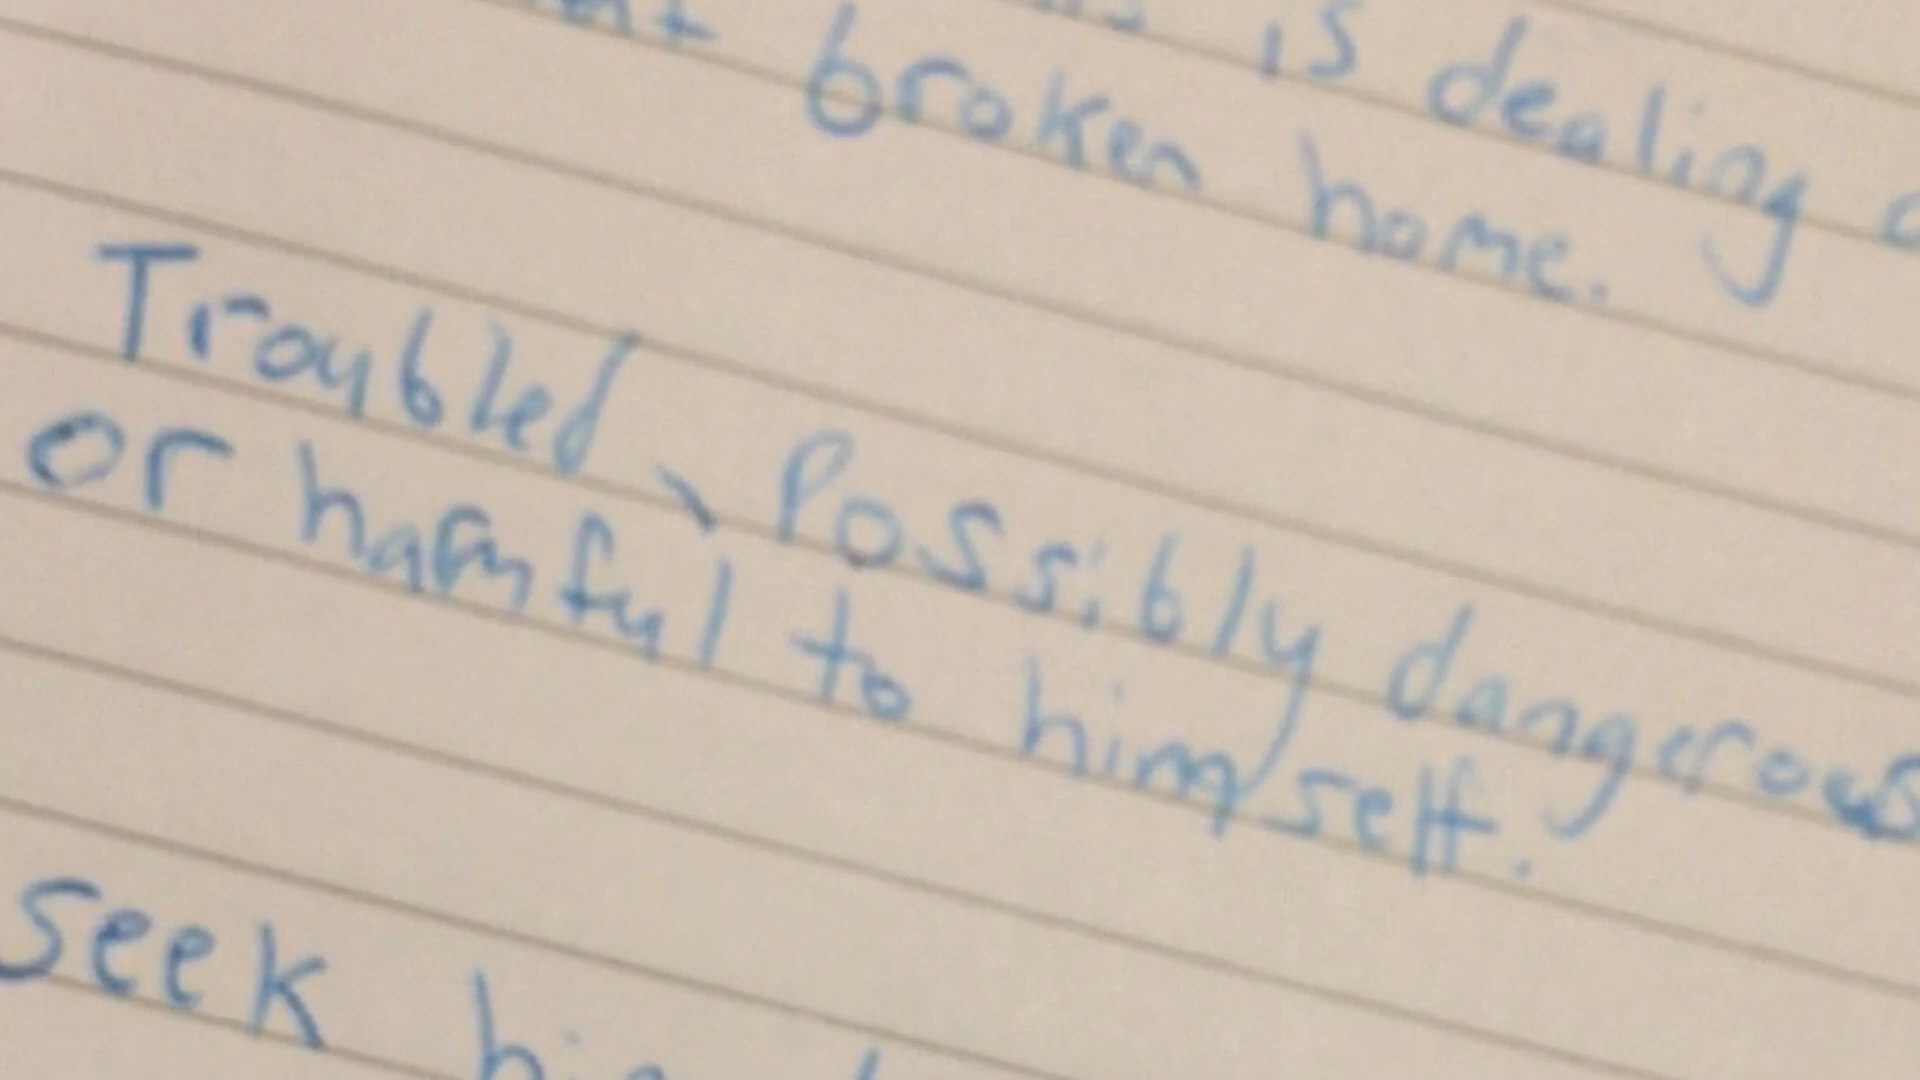 is dealing
broken home.
Troubled, Possibly dangerous
or harmful to himself.
Seek